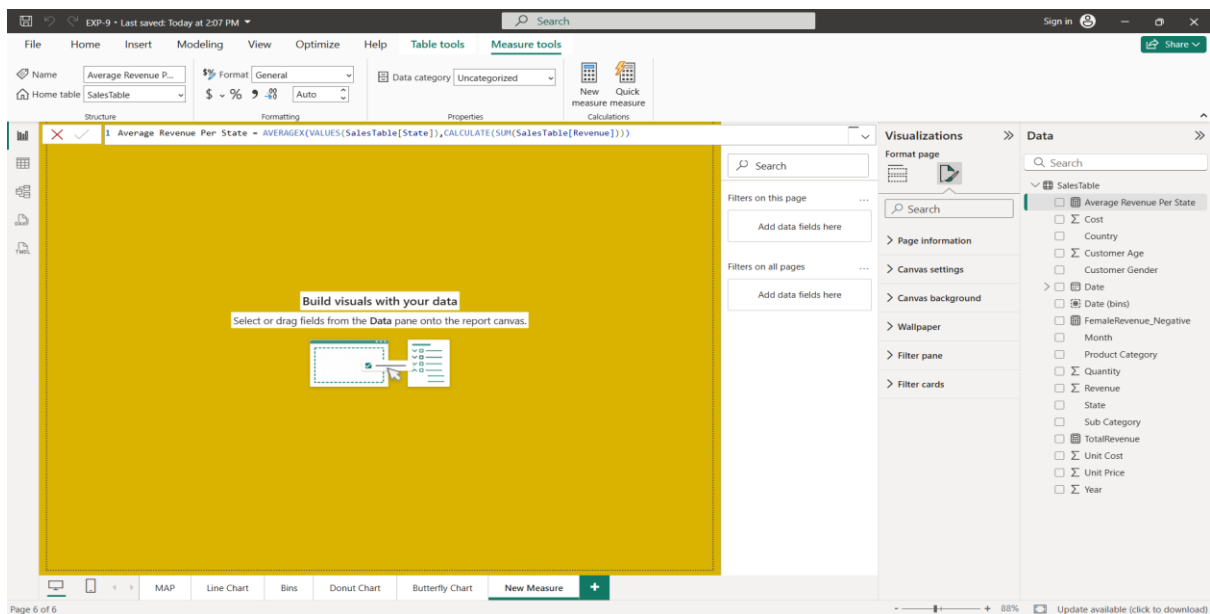 EXP-9 • Last saved: Today at 2:07 PM
Search
Sign in
File Home Insert Modeling View Optimize Help Table tools Measure tools
Share
Name Average Revenue P...
Home table SalesTable
Structure
$% Format General
$ % 9 .00 Auto
Formatting
Data category Uncategorized
Properties
New measure
Quick measure
Calculations
1 Average Revenue Per State = AVERAGEX(VALUES(SalesTable[State]),CALCULATE(SUM(SalesTable[Revenue])))
Build visuals with your data
Select or drag fields from the Data pane onto the report canvas.
Search
Filters on this page ...
Add data fields here
Filters on all pages ...
Add data fields here
Visualizations
Format page
Search
Page information
Canvas settings
Canvas background
Wallpaper
Filter pane
Filter cards
Data
Search
SalesTable
Average Revenue Per State
Σ Cost
Country
Σ Customer Age
Customer Gender
Date
Date (bins)
FemaleRevenue_Negative
Month
Product Category
Σ Quantity
Σ Revenue
State
Sub Category
TotalRevenue
Σ Unit Cost
Σ Unit Price
Σ Year
MAP Line Chart Bins Donut Chart Butterfly Chart New Measure +
Page 6 of 6
- + 88%
Update available (click to download)